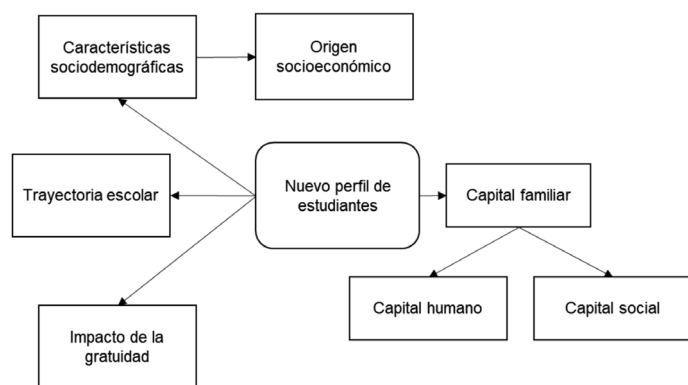 Características
sociodemográficas
Origen
socioeconómico
Trayectoria escolar
Nuevo perfil de
estudiantes
Capital familiar
Capital humano
Capital social
Impacto de la
gratuidad